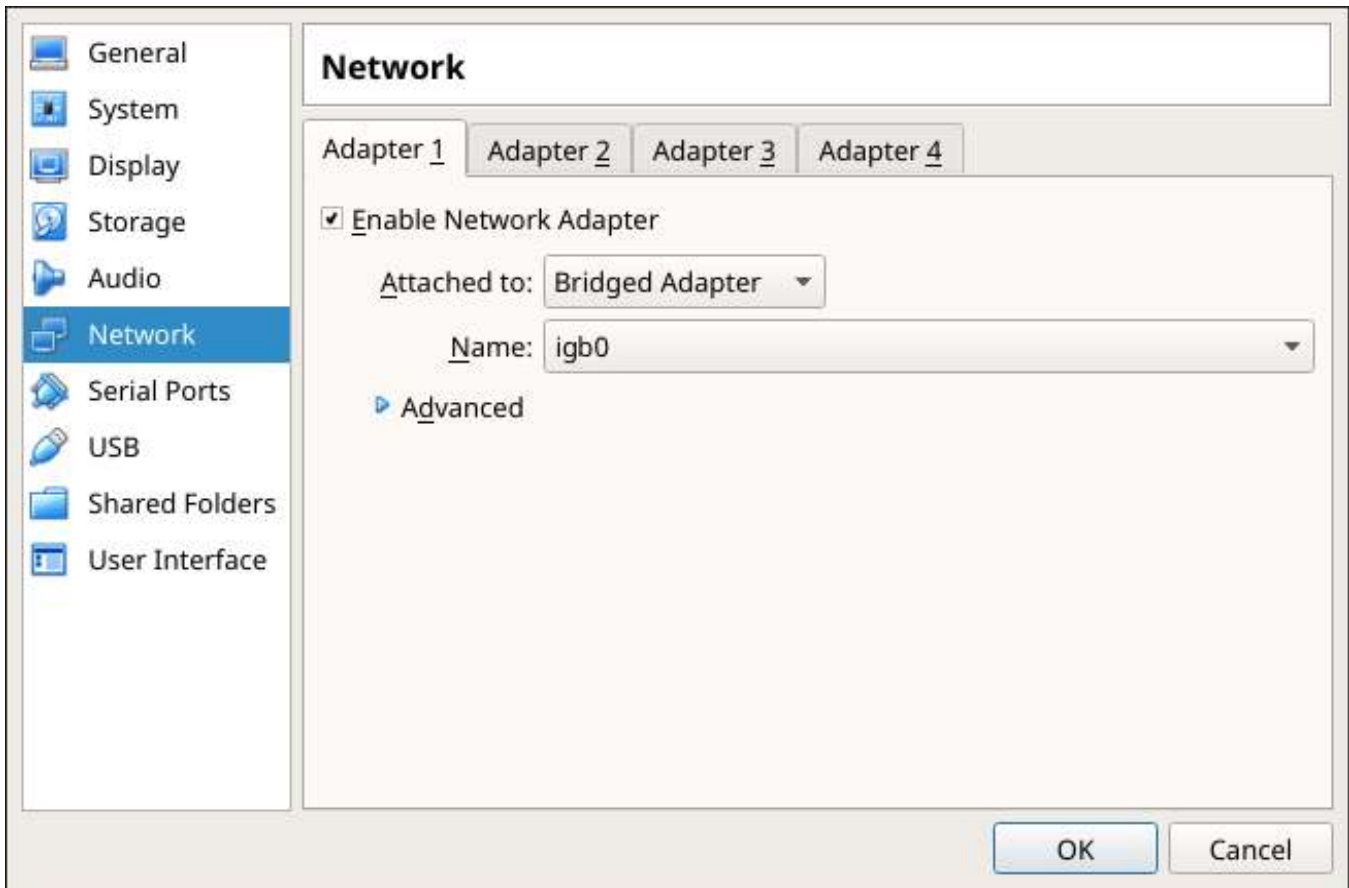 General
System
Display
Storage
Audio
Network
Serial Ports
USB
Shared Folders
User Interface
Network
Adapter 1 Adapter 2 Adapter 3 Adapter 4
Enable Network Adapter
Attached to: Bridged Adapter
Name: igb0
Advanced
OK Cancel